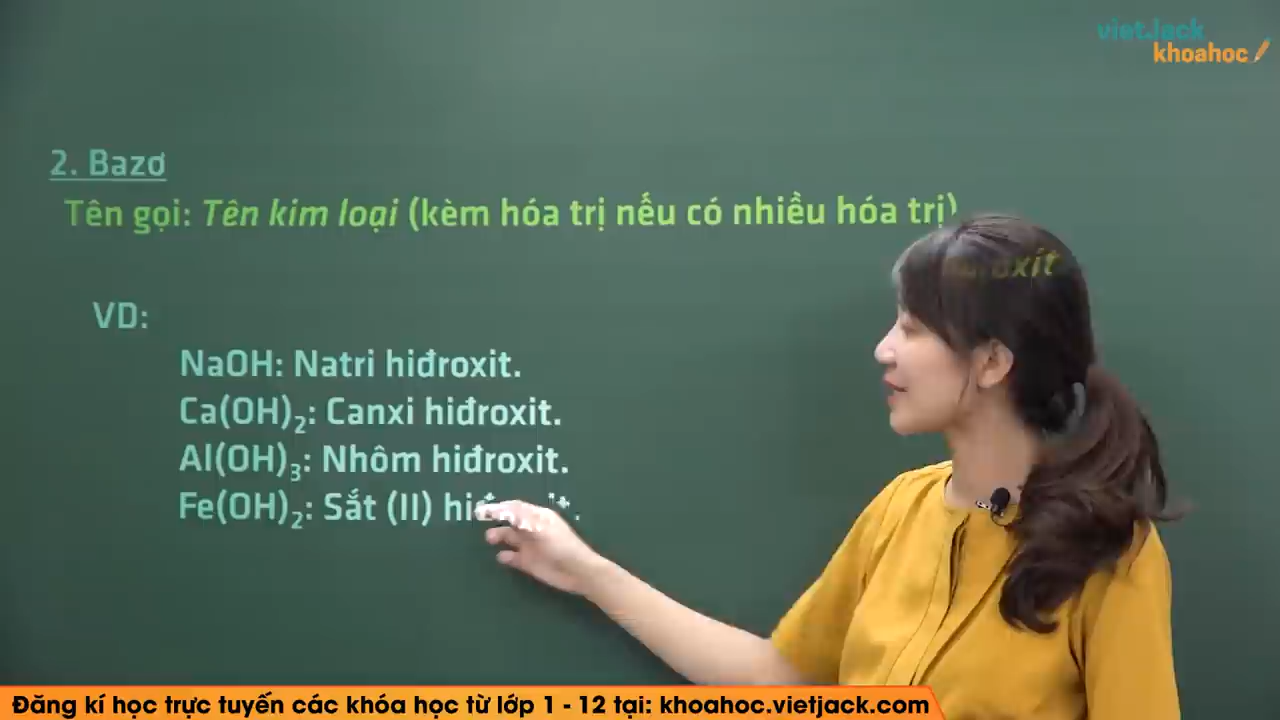 vietJack
khoahoc
2. Bazơ
Tên gọi: Tên kim loại (kèm hóa trị nếu có nhiều hóa trị)
VD:
NaOH: Natri hiđroxit.
Ca(OH)₂: Canxi hiđroxit.
Al(OH)₃: Nhôm hiđroxit.
Fe(OH)₂: Sắt (II) hiđroxit.
Đăng kí học trực tuyến các khóa học từ lớp 1 - 12 tại: khoahoc.vietjack.com